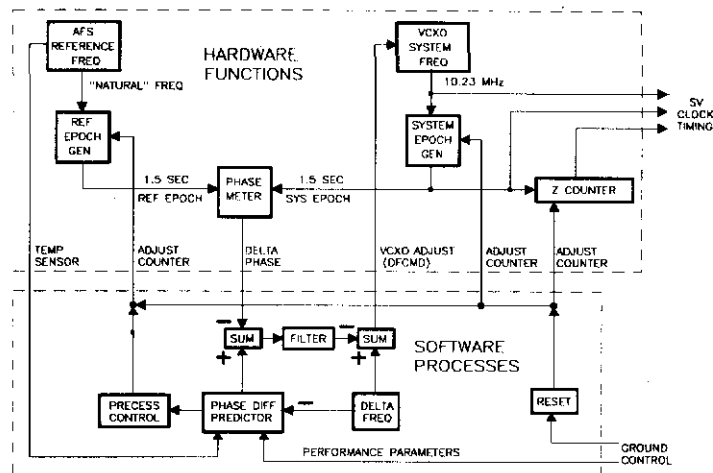 AFS
REFERENCE
FREQ
HARDWARE
FUNCTIONS
VCXO
SYSTEM
FREQ
10.23 MHz
"NATURAL" FREQ
REF
EPOCH
GEN
SYSTEM
EPOCH
GEN
SV
CLOCK
TIMING
1.5 SEC
REF EPOCH
PHASE
METER
1.5 SEC
SYS EPOCH
Z COUNTER
TEMP
SENSOR
ADJUST
COUNTER
DELTA
PHASE
VCXO ADJUST
(DFCMD)
ADJUST
COUNTER
ADJUST
COUNTER
−
SUM
+
FILTER
−
SUM
+
SOFTWARE
PROCESSES
PRECESS
CONTROL
PHASE DIFF
PREDICTOR
−
DELTA
FREQ
RESET
PERFORMANCE PARAMETERS
GROUND
CONTROL